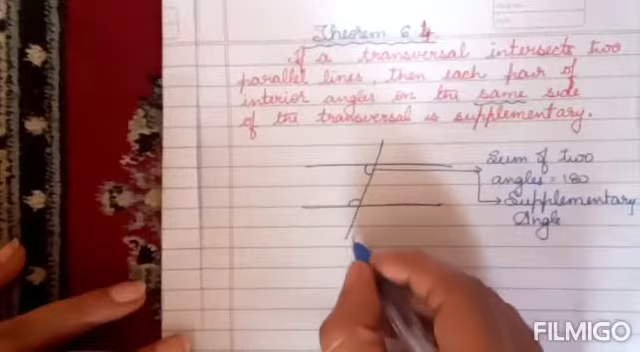 Theorem 6.4
If a transversal intersects two
parallel lines, then each pair of
interior angles on the same side
of the transversal is supplementary.
Sum of two
angles = 180
Supplementary
Angle
FILMIGO